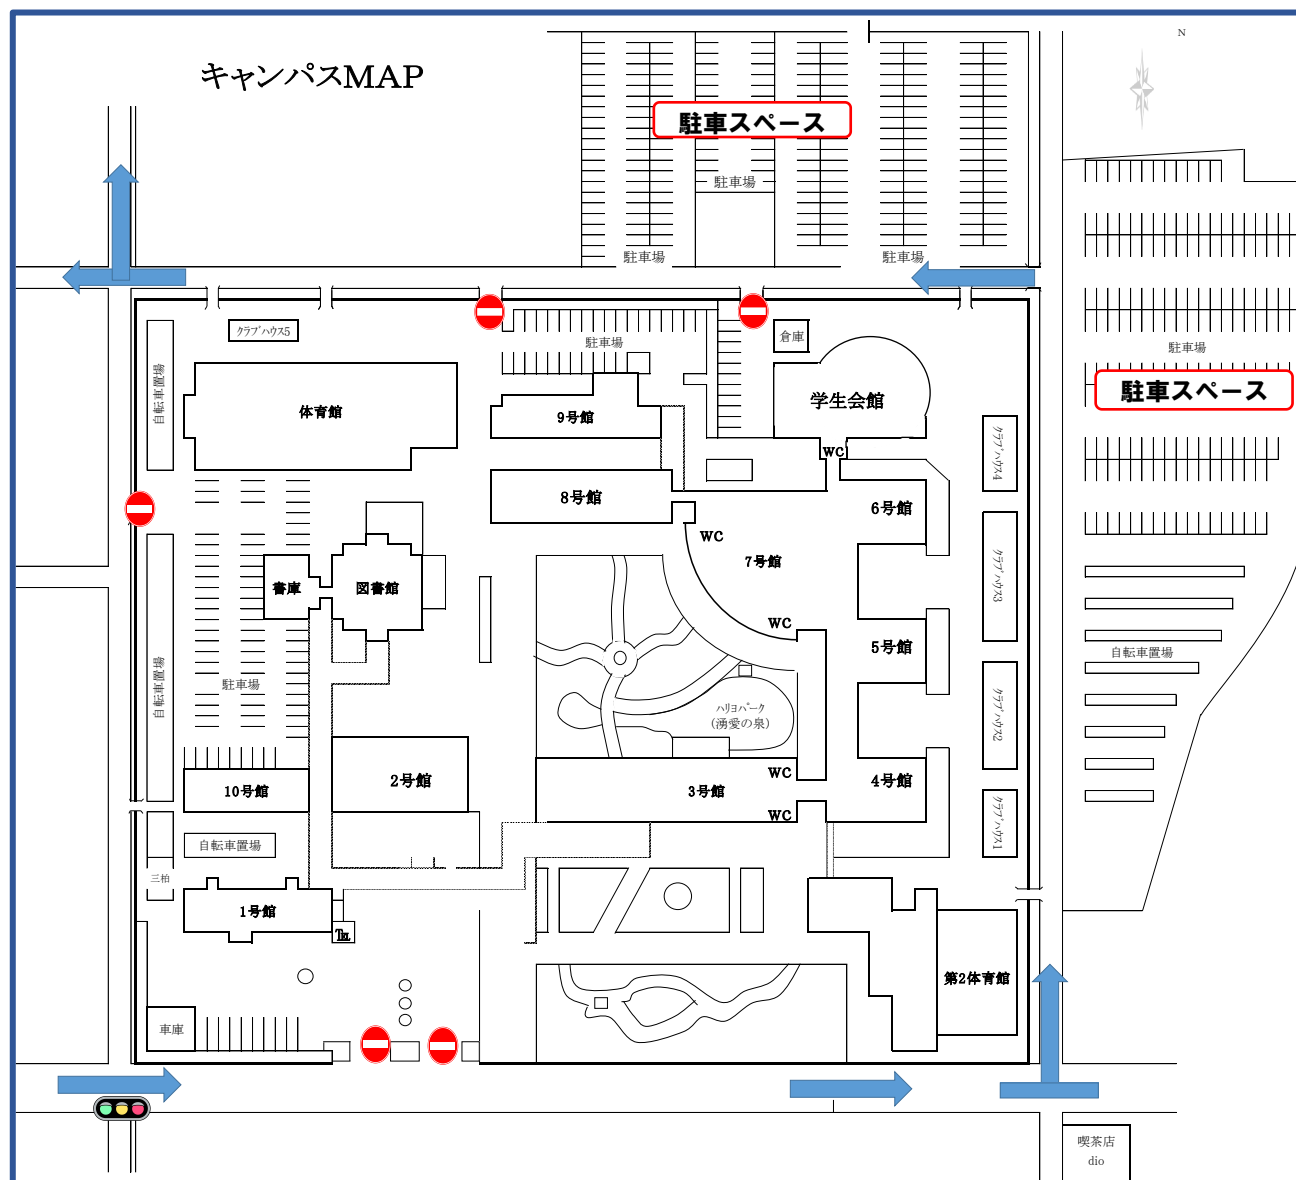 N
キャンパスMAP
駐車スペース
駐車場
駐車場
駐車場
クラブハウス5
駐車場
倉庫
駐車場
自転車置場
体育館
9号館
学生会館
駐車スペース
WC
クラブハウス4
8号館
6号館
WC
7号館
クラブハウス3
書庫
図書館
WC
5号館
自転車置場
自転車置場
駐車場
ハリヨパーク
(湧愛の泉)
クラブハウス2
2号館
WC
4号館
10号館
3号館
WC
クラブハウス1
自転車置場
三柏
1号館
TEL
第2体育館
車庫
喫茶店
dio